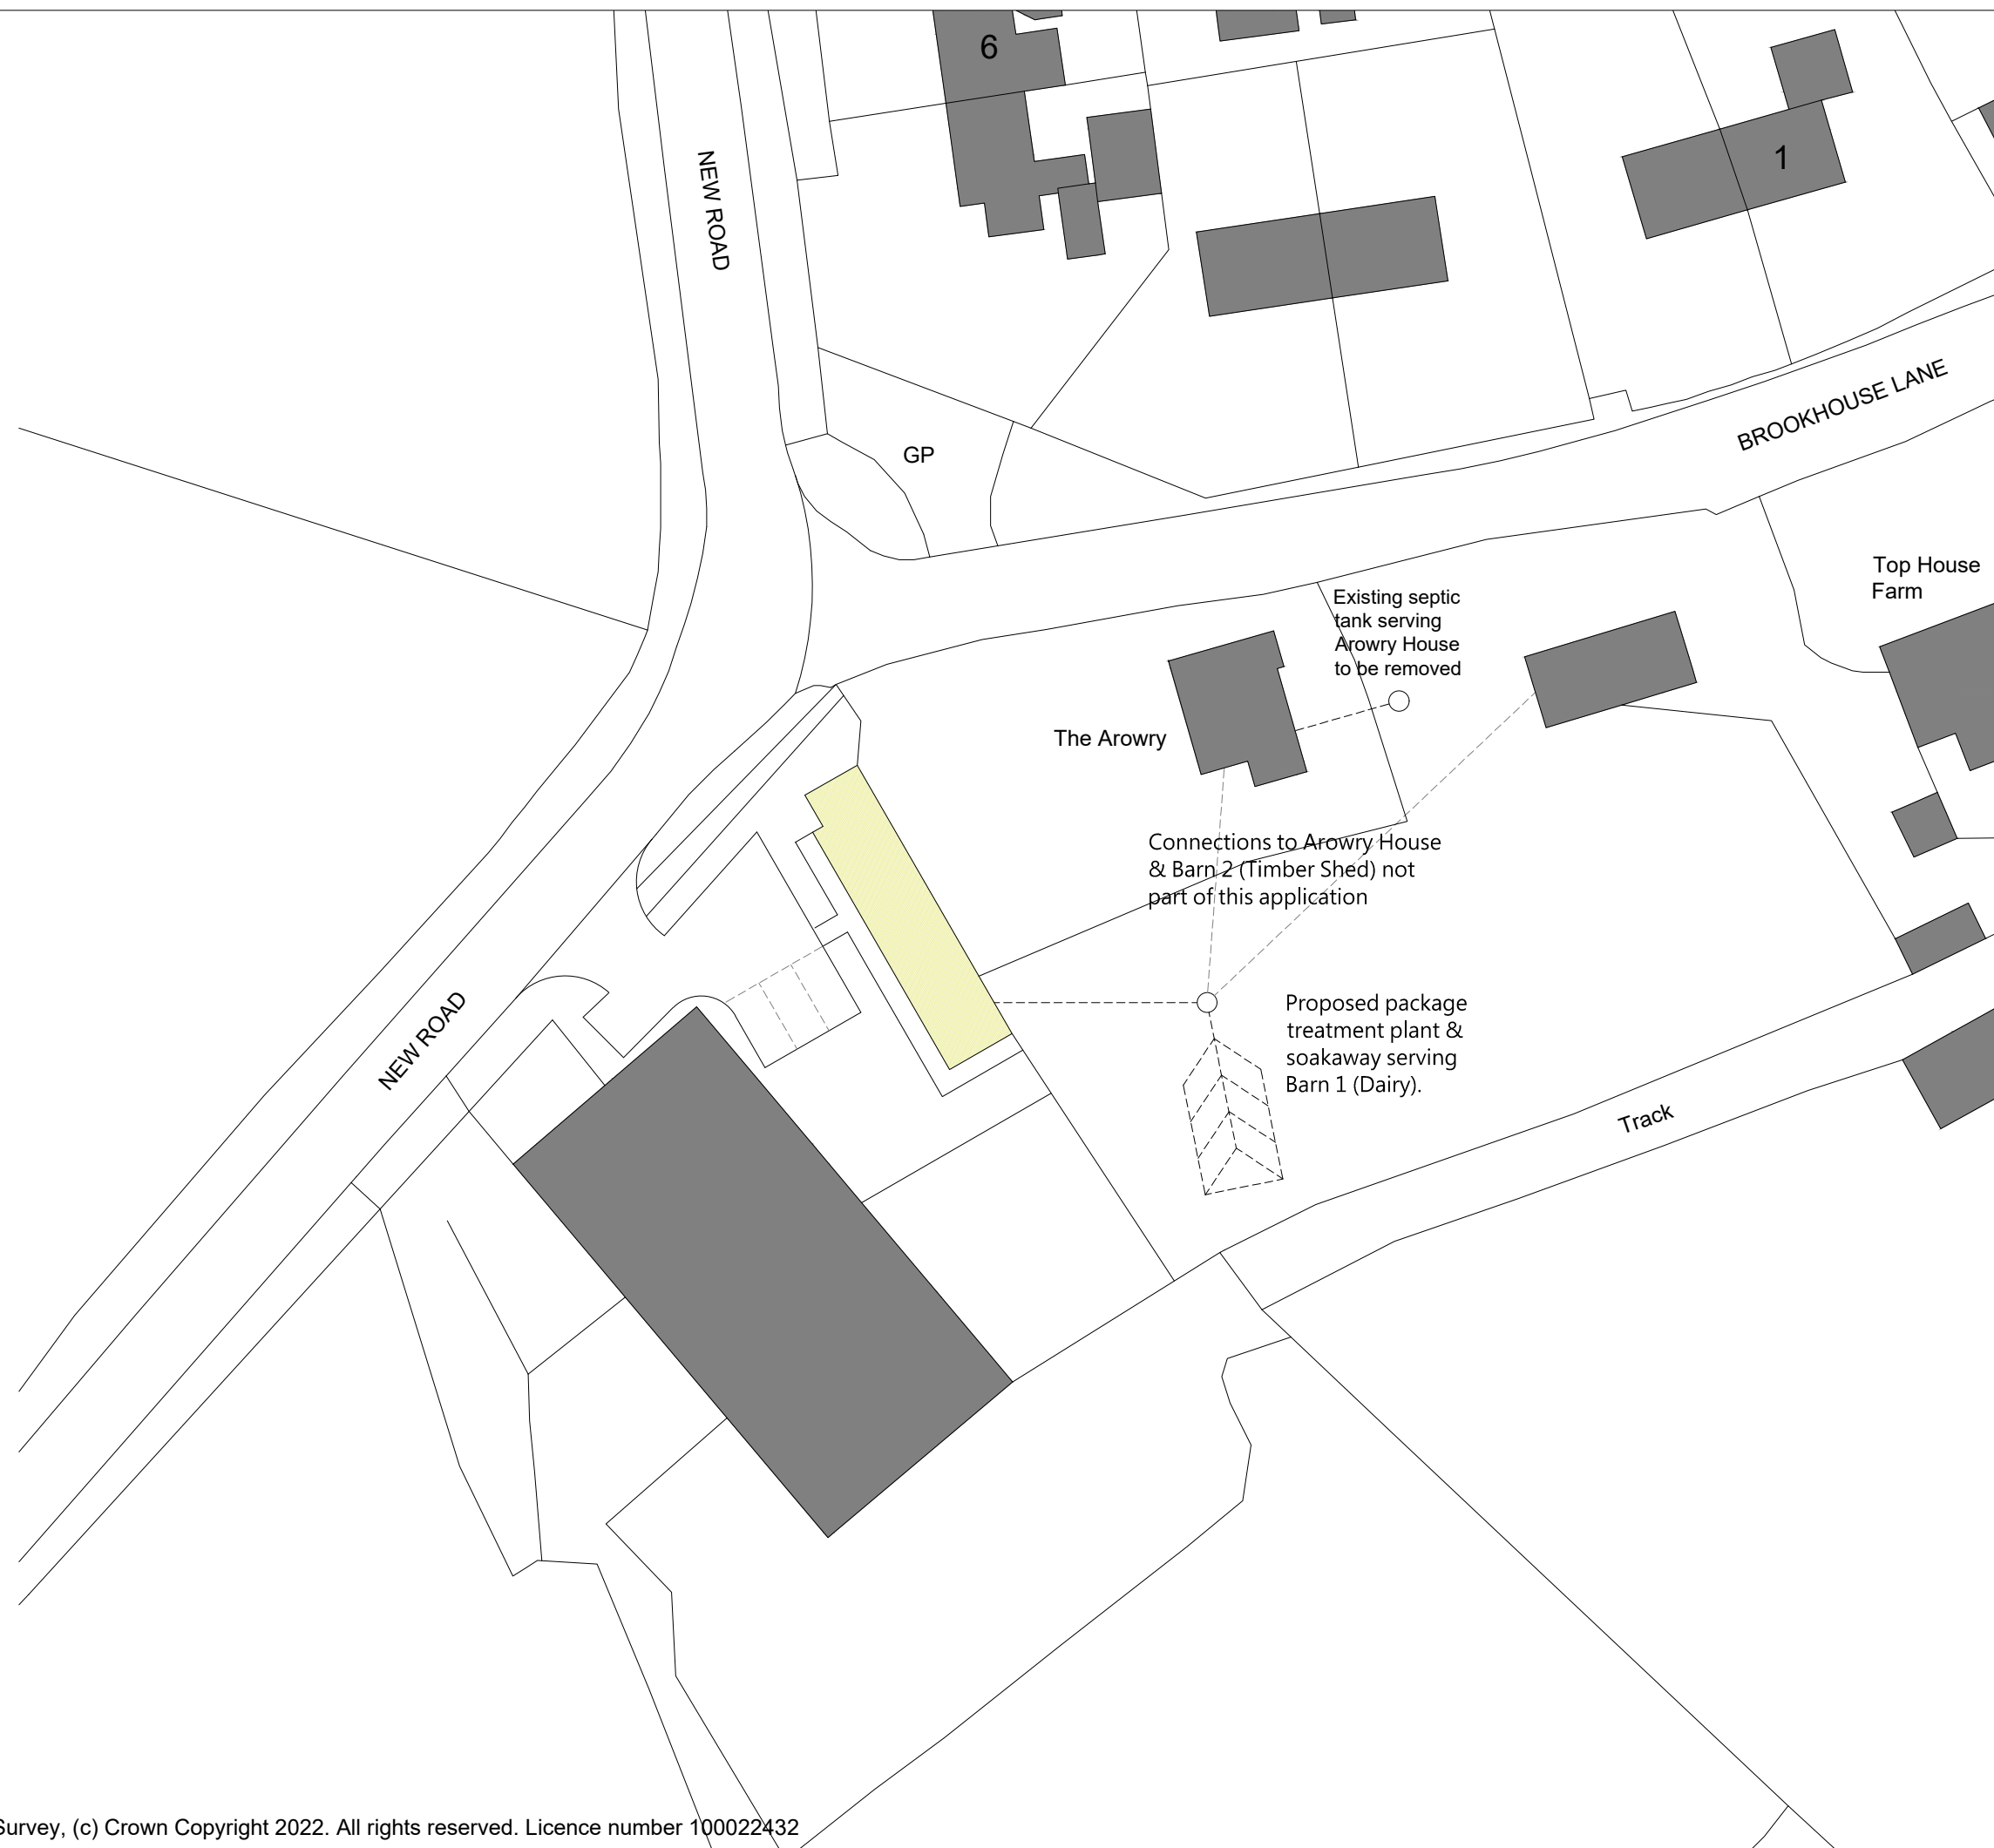 6
1
NEW ROAD
BROOKHOUSE LANE
GP
Top House
Farm
Existing septic
tank serving
Arowry House
to be removed
The Arowry
Connections to Arowry House
& Barn 2 (Timber Shed) not
part of this application
NEW ROAD
Proposed package
treatment plant &
soakaway serving
Barn 1 (Dairy).
Track
Survey, (c) Crown Copyright 2022. All rights reserved. Licence number 100022432